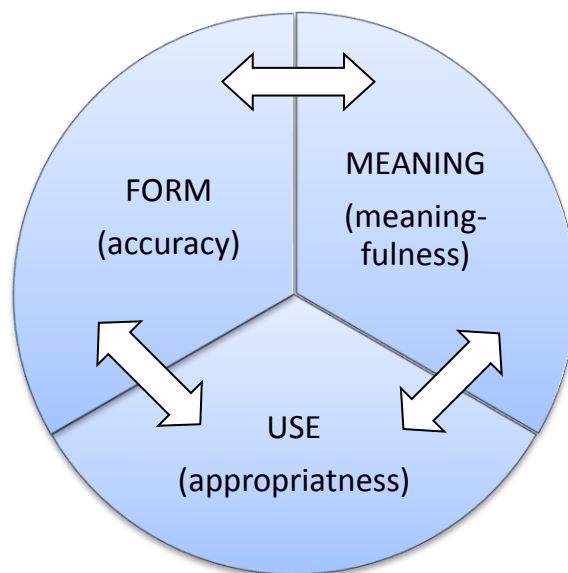 FORM
(accuracy)
MEANING
(meaning-
fulness)
USE
(appropriatness)